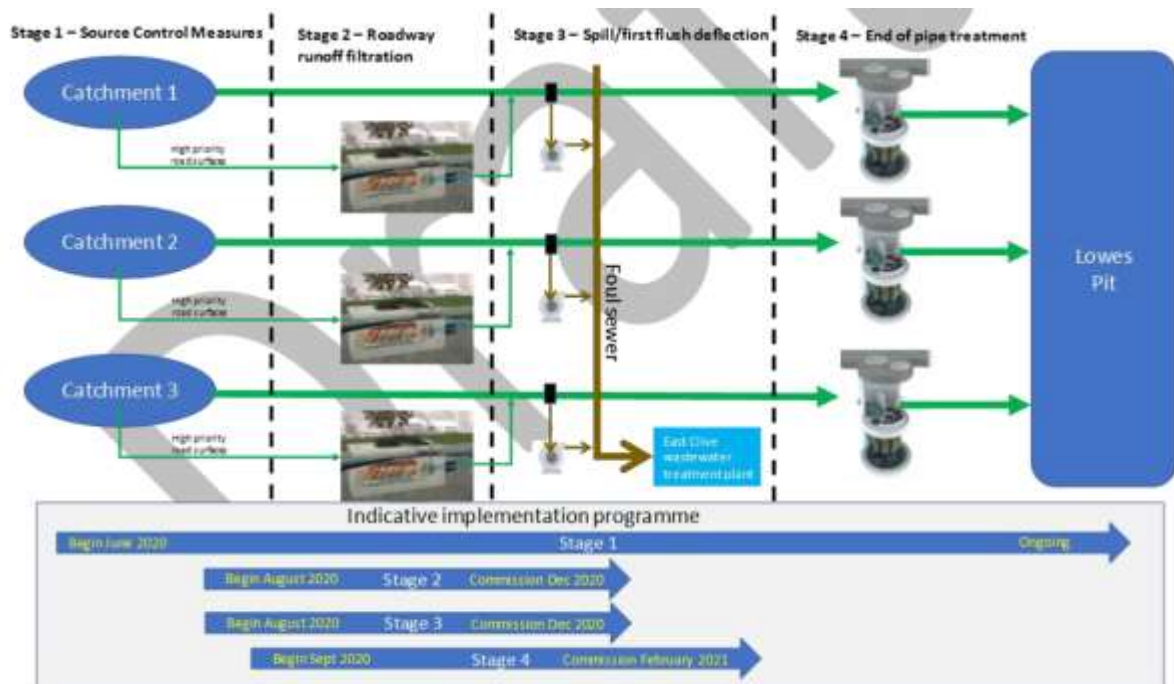 Stage 1 – Source Control Measures
Stage 2 – Roadway
runoff filtration
Stage 3 – Spill/first flush deflection
Stage 4 – End of pipe treatment
Catchment 1
High priority
road surfaces
Catchment 2
High priority
road surfaces
Catchment 3
High priority
road surfaces
Foul sewer
East Clive
wastewater
treatment plant
Lowes
Pit
Indicative implementation programme
Begin June 2020
Stage 1
Ongoing
Begin August 2020
Stage 2
Commission Dec 2020
Begin August 2020
Stage 3
Commission Dec 2020
Begin Sept 2020
Stage 4
Commission February 2021